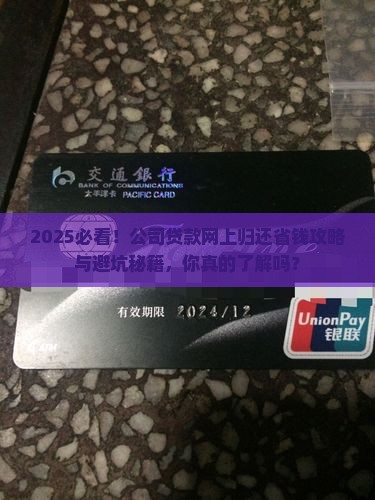 交通銀行
BANK OF COMMUNICATIONS
太平洋卡 PACIFIC CARD
2025必看！公司贷款网上归还省钱攻略
与避坑秘籍，你真的了解吗？
有效期限 2024/12
ATM
UnionPay
银联